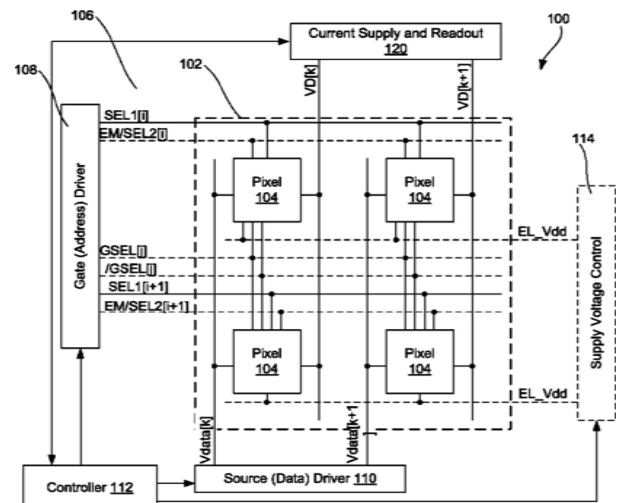 Current Supply and Readout
120
100
106
108
102
VD[k]
VD[k+1]
SEL1[i]
EM/SEL2[i]
Gate (Address) Driver
Pixel
104
Pixel
104
114
EL_Vdd
GSEL[j]
/GSEL[j]
SEL1[i+1]
EM/SEL2[i+1]
Supply Voltage Control
Pixel
104
Pixel
104
EL_Vdd
Vdata[k]
Vdata[k+1]
Controller 112
Source (Data) Driver 110